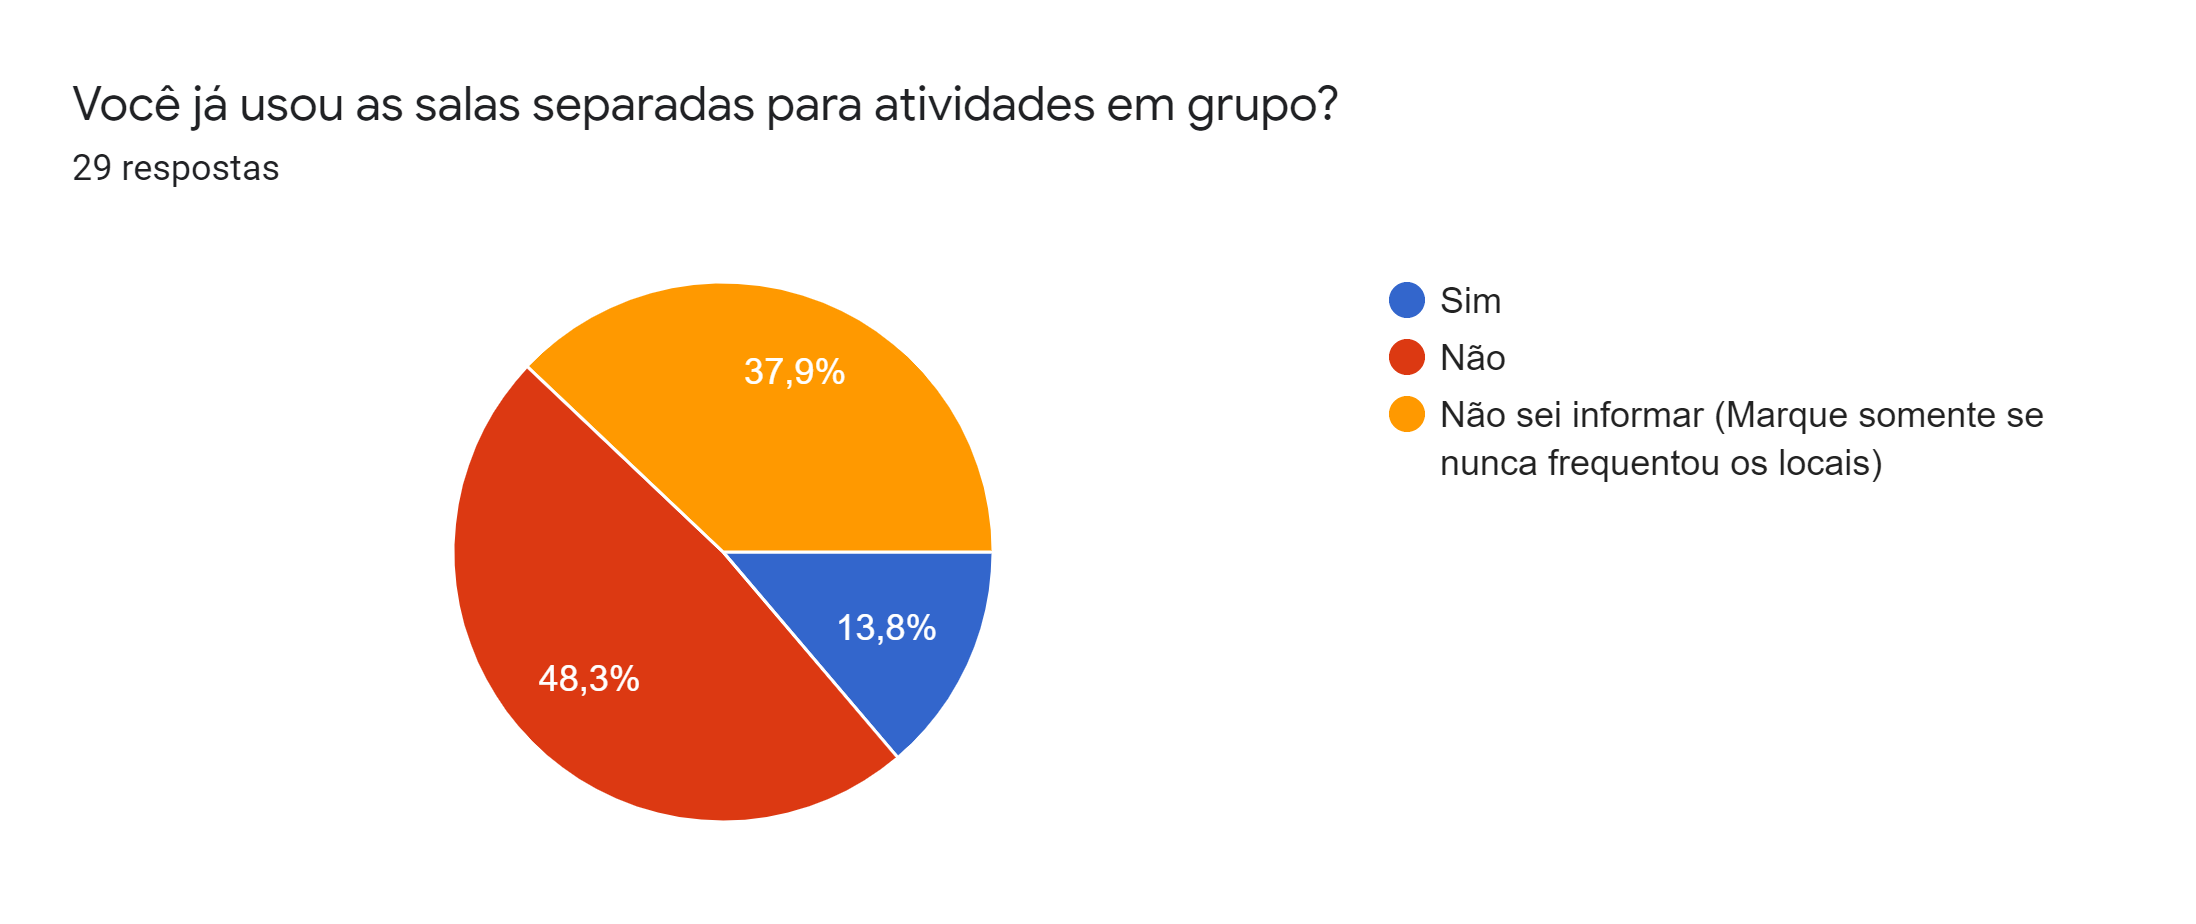 Você já usou as salas separadas para atividades em grupo?
29 respostas
37,9%
13,8%
48,3%
Sim
Não
Não sei informar (Marque somente se
nunca frequentou os locais)